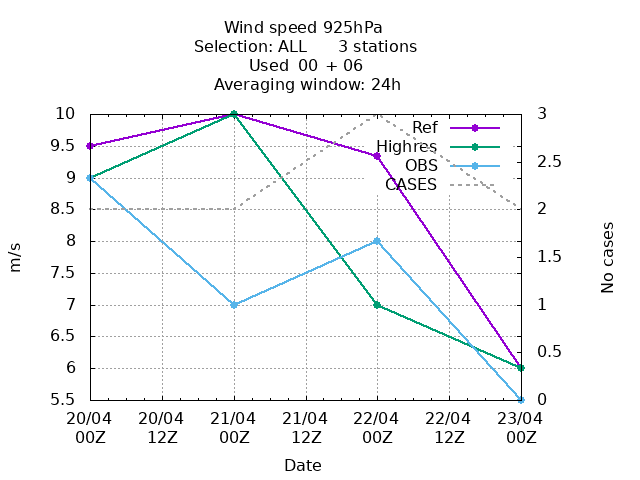 Wind speed 925hPa
Selection: ALL 3 stations
Used 00 + 06
Averaging window: 24h
10
9.5
9
8.5
8
7.5
7
6.5
6
5.5
m/s
Ref
Highres
OBS
CASES
3
2.5
2
1.5
1
0.5
0
No cases
20/04 20/04 21/04 21/04 22/04 22/04 23/04
00Z 12Z 00Z 12Z 00Z 12Z 00Z
Date